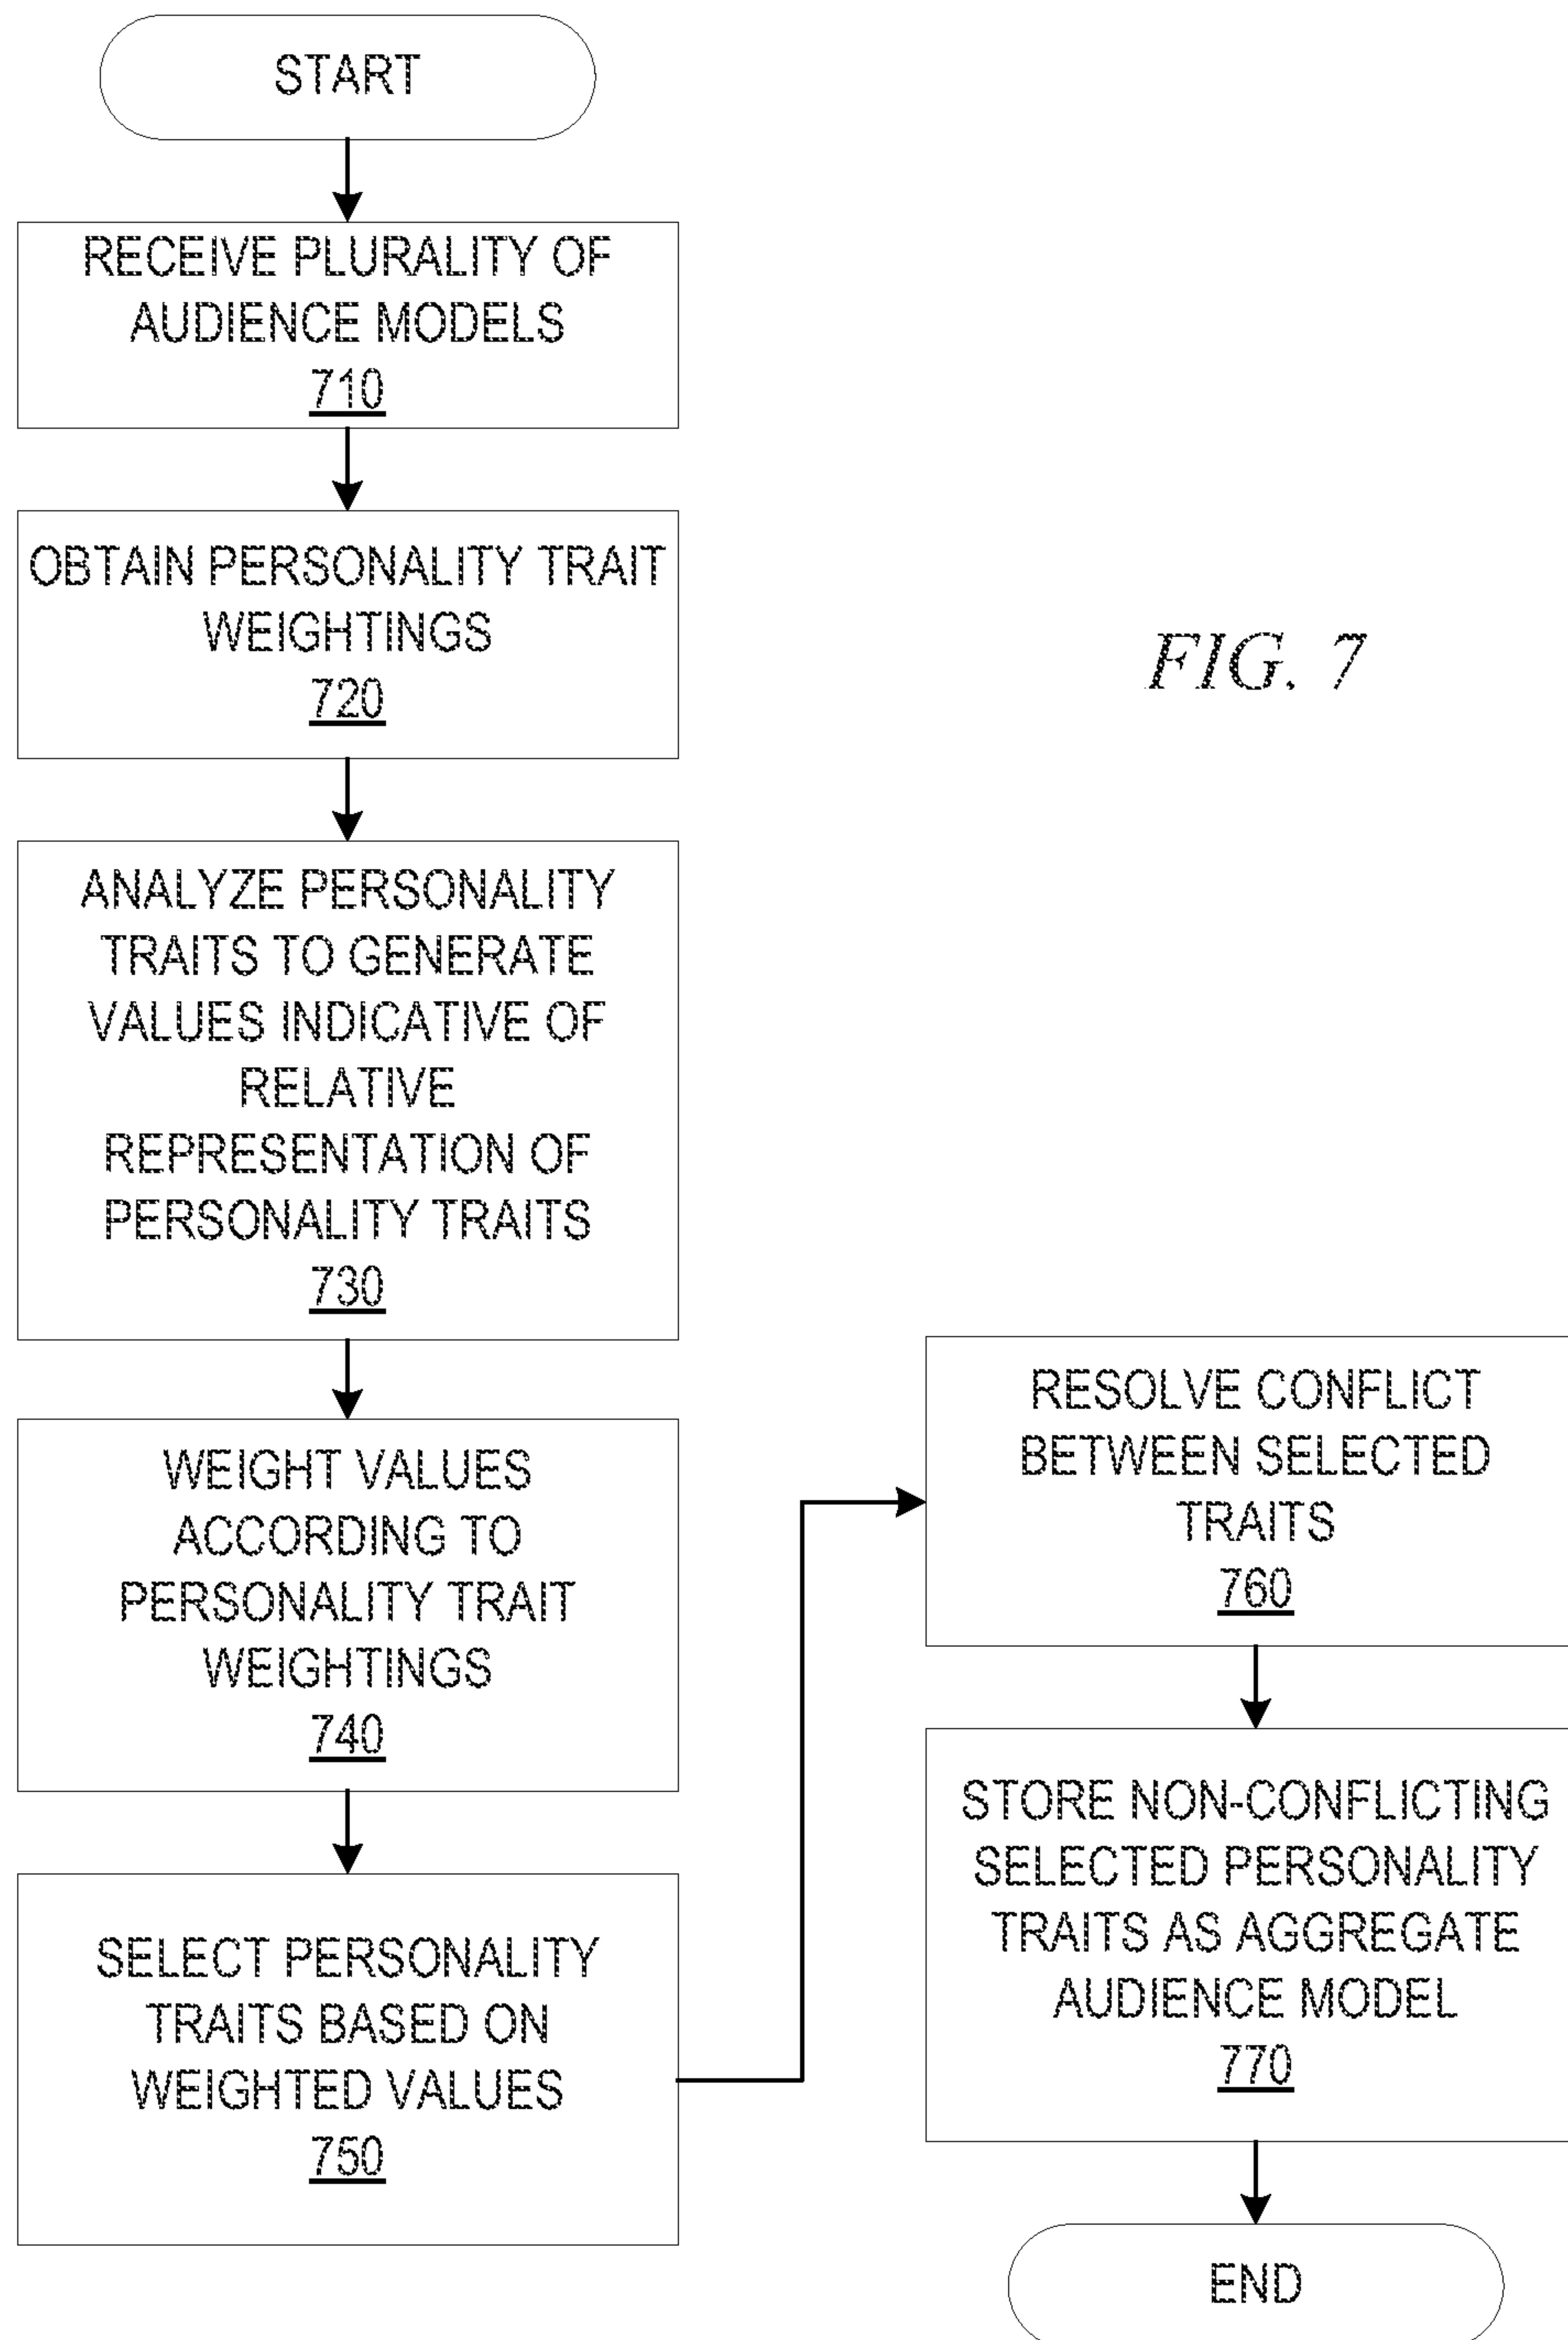 START
RECEIVE PLURALITY OF
AUDIENCE MODELS
710
OBTAIN PERSONALITY TRAIT
WEIGHTINGS
720
ANALYZE PERSONALITY
TRAITS TO GENERATE
VALUES INDICATIVE OF
RELATIVE
REPRESENTATION OF
PERSONALITY TRAITS
730
WEIGHT VALUES
ACCORDING TO
PERSONALITY TRAIT
WEIGHTINGS
740
SELECT PERSONALITY
TRAITS BASED ON
WEIGHTED VALUES
750
FIG. 7
RESOLVE CONFLICT
BETWEEN SELECTED
TRAITS
760
STORE NON-CONFLICTING
SELECTED PERSONALITY
TRAITS AS AGGREGATE
AUDIENCE MODEL
770
END